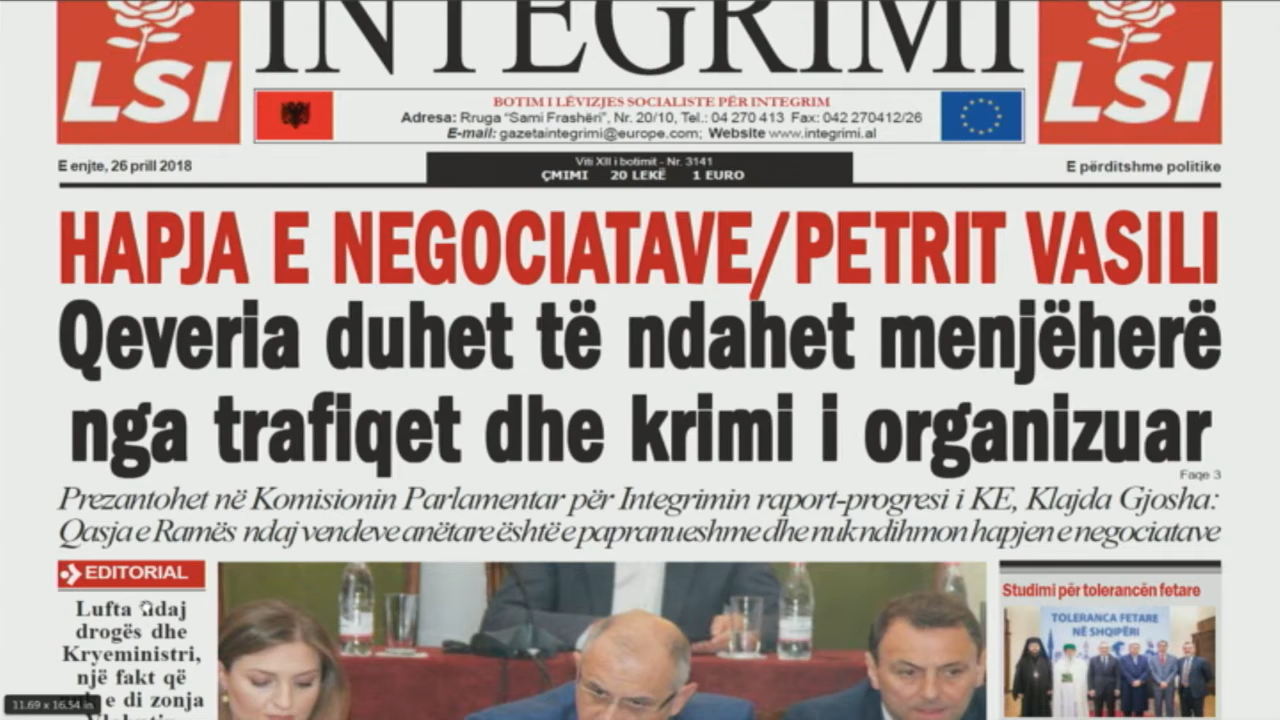 INTEGRIMI
LSI
LSI
BOTIM I LËVIZJES SOCIALISTE PËR INTEGRIM
Adresa: Rruga “Sami Frashëri”, Nr. 20/10, Tel.: 04 270 413 Fax: 042 270412/26
E-mail: gazetaintegrimi@europe.com; Website www.integrimi.al
E enjte, 26 prill 2018
Viti XII i botimit - Nr. 3141
ÇMIMI 20 LEKË 1 EURO
E përditshme politike
HAPJA E NEGOCIATAVE/PETRIT VASILI
Qeveria duhet të ndahet menjëherë
nga trafiqet dhe krimi i organizuar
Faqe 3
Prezantohet në Komisionin Parlamentar për Integrimin raport-progresi i KE, Klajda Gjosha:
Qasja e Ramës ndaj vendeve anëtare është e papranueshme dhe nuk ndihmon hapjen e negociatave
EDITORIAL
Lufta ndaj
drogës dhe
Kryeministri,
një fakt që
e di zonja
Studimi për tolerancën fetare
TOLERANCA FETARE
NË SHQIPËRI
11.69 x 16.54 in